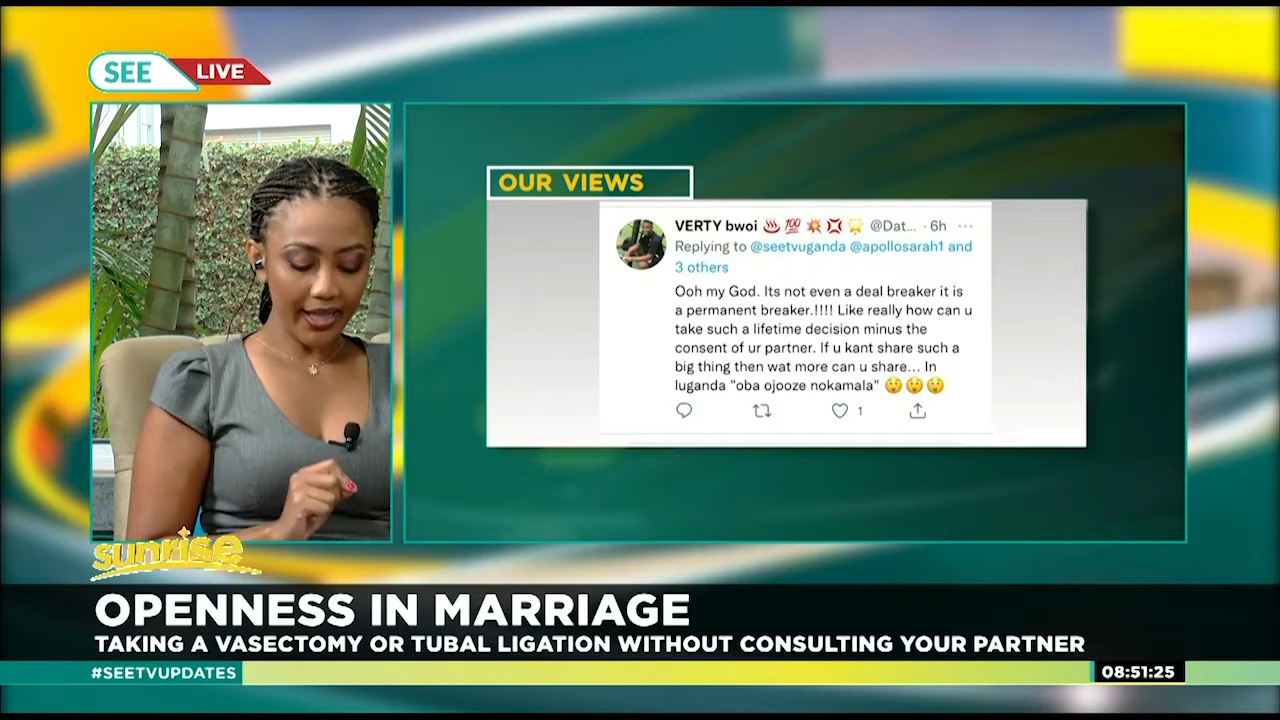 SEE LIVE
OUR VIEWS
VERTY bwoi ♨️ 💯 💥 💢 🌟 @Dat... · 6h ...
Replying to @seetvuganda @apollosarah1 and
3 others
Ooh my God. Its not even a deal breaker it is
a permanent breaker.!!!! Like really how can u
take such a lifetime decision minus the
consent of ur partner. If u kant share such a
big thing then wat more can u share... In
luganda "oba ojooze nokamala" 😲😲😲
1
sunrise
OPENNESS IN MARRIAGE
TAKING A VASECTOMY OR TUBAL LIGATION WITHOUT CONSULTING YOUR PARTNER
#SEETVUPDATES
08:51:25